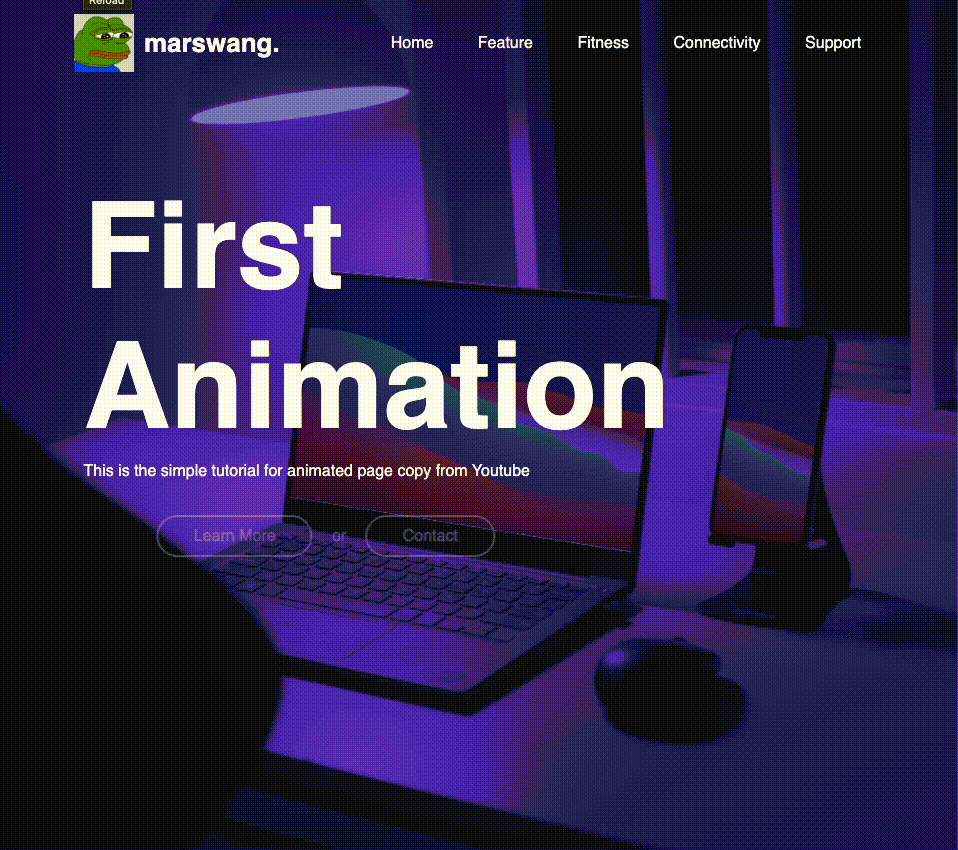 Reload
marswang.
Home Feature Fitness Connectivity Support
First
Animation
This is the simple tutorial for animated page copy from Youtube
Learn More or Contact